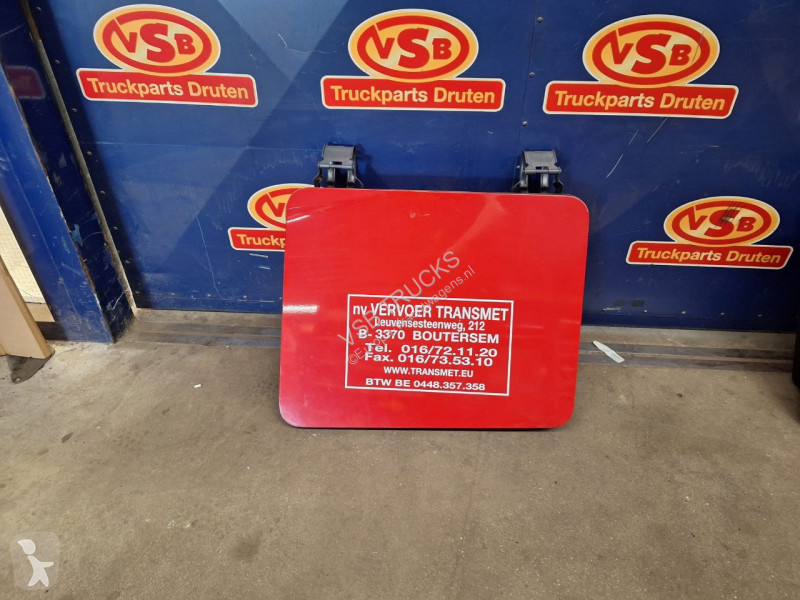 VSB
Truckparts Druten
VSB
Truckparts Druten
VSB
Truckparts Druten
VSB
Truckparts Druten
VSB
Truckparts Druten
nv. VERVOER TRANSMET
Leuvensesteenweg, 212
B- 3370 BOUTERSEM
Tel. 016/72.11.20
Fax. 016/73.53.10
WWW.TRANSMET.EU
BTW BE 0448.357.358
VSB TRUCKS